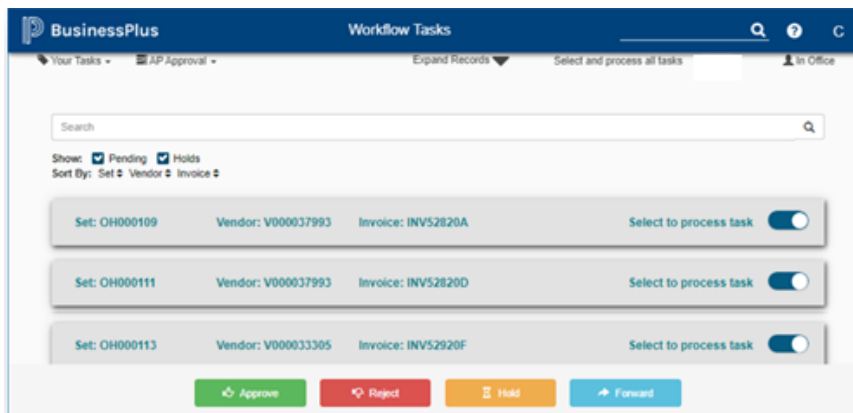 BusinessPlus Workflow Tasks C
Your Tasks AP Approval Expand Records Select and process all tasks In Office
Search
Show: Pending Holds
Sort By: Set Vendor Invoice
Set: OH000109 Vendor: V000037993 Invoice: INV52820A Select to process task
Set: OH000111 Vendor: V000037993 Invoice: INV52820D Select to process task
Set: OH000113 Vendor: V000033305 Invoice: INV52920F Select to process task
Approve Reject Hold Forward